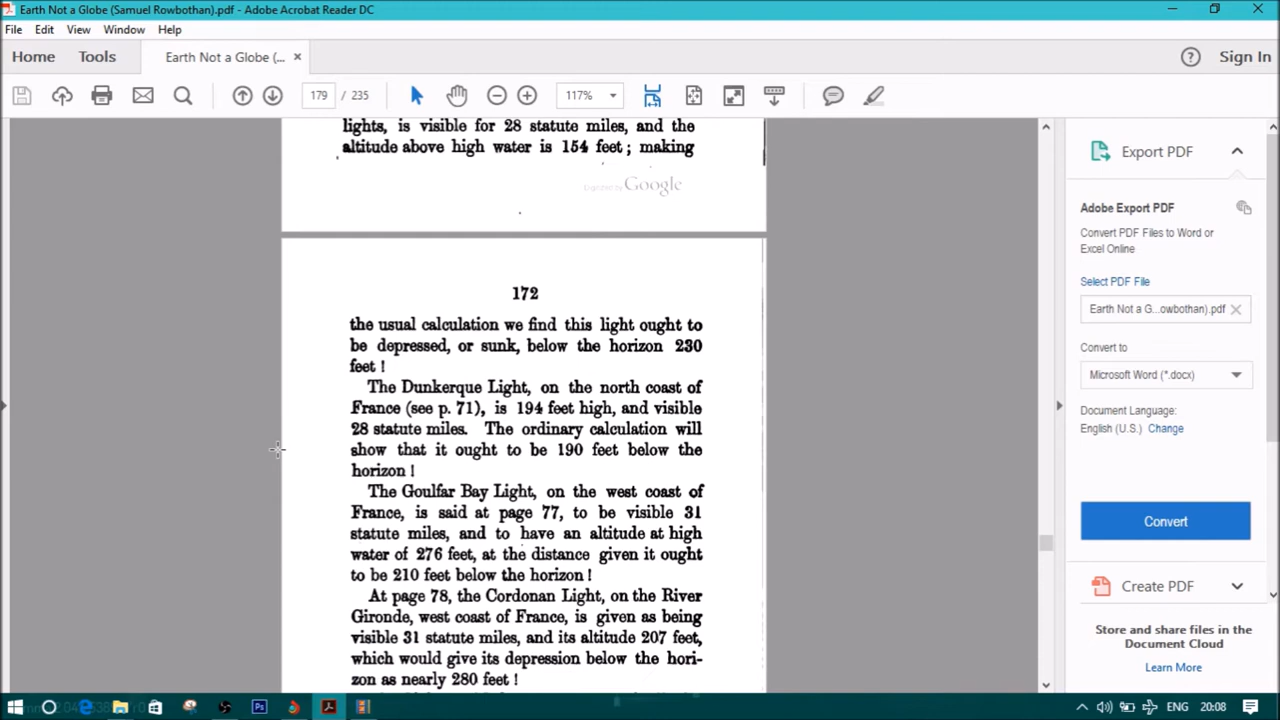 Earth Not a Globe (Samuel Rowbothan).pdf - Adobe Acrobat Reader DC
File Edit View Window Help
Home Tools Earth Not a Globe (... × Sign In
179 / 235 117%
lights, is visible for 28 statute miles, and the
altitude above high water is 154 feet; making
Digitized by Google
172
the usual calculation we find this light ought to
be depressed, or sunk, below the horizon 230
feet!
The Dunkerque Light, on the north coast of
France (see p. 71), is 194 feet high, and visible
28 statute miles. The ordinary calculation will
show that it ought to be 190 feet below the
horizon!
The Goulfar Bay Light, on the west coast of
France, is said at page 77, to be visible 31
statute miles, and to have an altitude at high
water of 276 feet, at the distance given it ought
to be 210 feet below the horizon!
At page 78, the Cordonan Light, on the River
Gironde, west coast of France, is given as being
visible 31 statute miles, and its altitude 207 feet,
which would give its depression below the hori-
zon as nearly 280 feet!
Export PDF
Adobe Export PDF
Convert PDF Files to Word or
Excel Online
Select PDF File
Earth Not a G...owbothan).pdf ×
Convert to
Microsoft Word (*.docx)
Document Language:
English (U.S.) Change
Convert
Create PDF
Store and share files in the
Document Cloud
Learn More
ENG 20:08